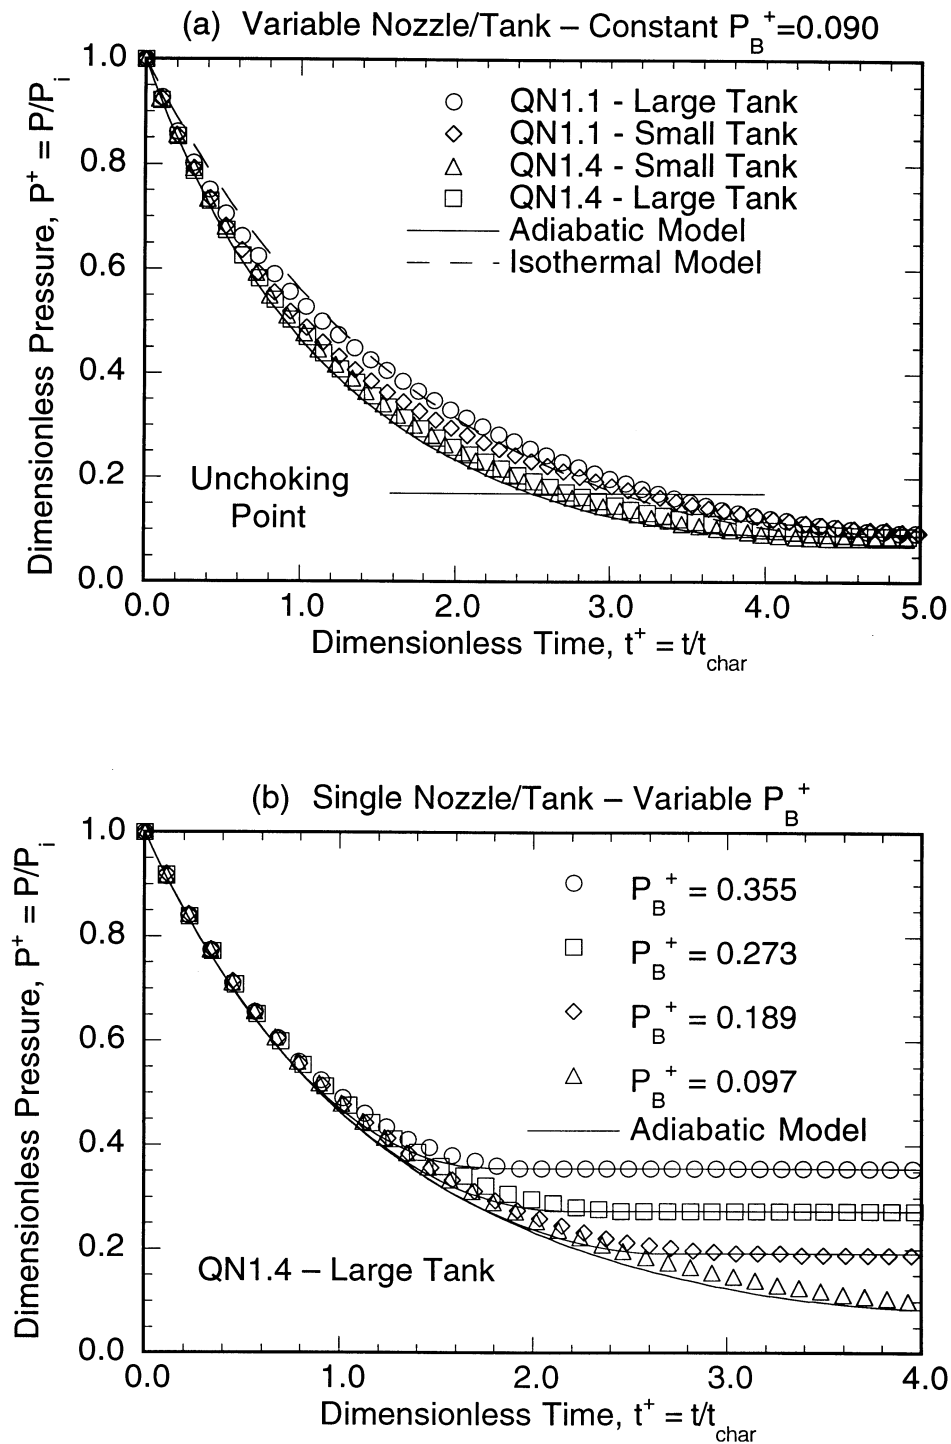 (a) Variable Nozzle/Tank – Constant P_B^+=0.090
Dimensionless Pressure, P^+ = P/P_i
1.0
0.8
0.6
0.4
0.2
0.0
QN1.1 - Large Tank
QN1.1 - Small Tank
QN1.4 - Small Tank
QN1.4 - Large Tank
Adiabatic Model
Isothermal Model
Unchoking
Point
0.0 1.0 2.0 3.0 4.0 5.0
Dimensionless Time, t^+ = t/t_char
(b) Single Nozzle/Tank – Variable P_B^+
Dimensionless Pressure, P^+ = P/P_i
1.0
0.8
0.6
0.4
0.2
0.0
P_B^+ = 0.355
P_B^+ = 0.273
P_B^+ = 0.189
P_B^+ = 0.097
Adiabatic Model
QN1.4 – Large Tank
0.0 1.0 2.0 3.0 4.0
Dimensionless Time, t^+ = t/t_char